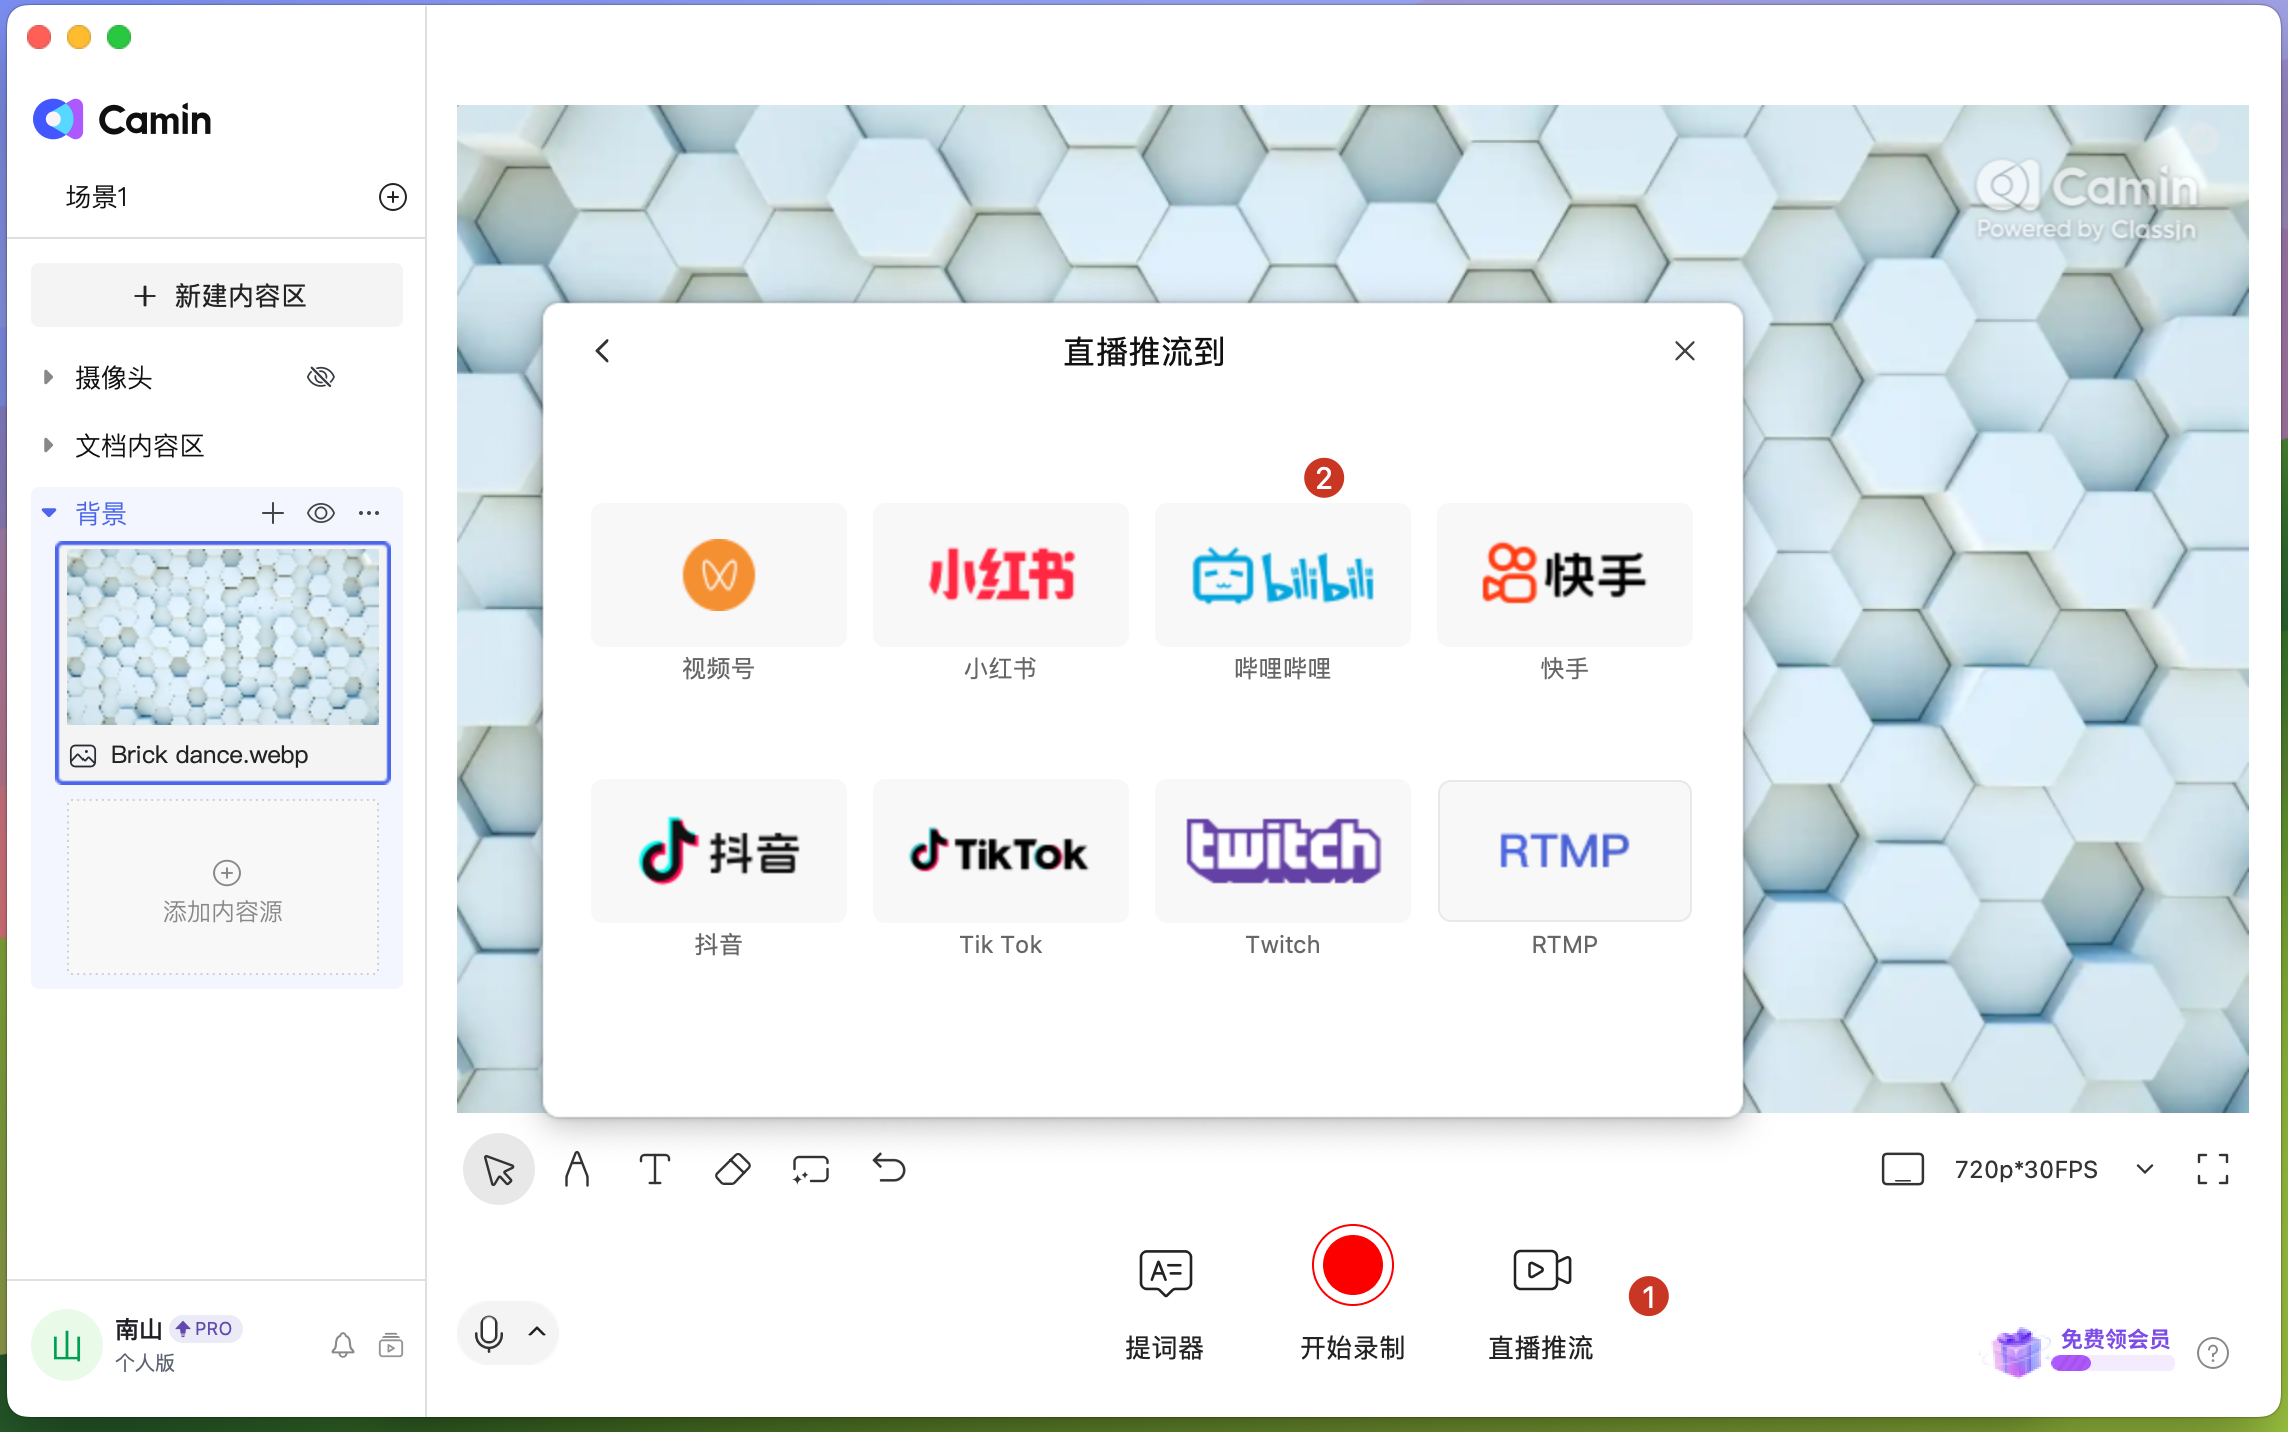 Camin
场景1
新建内容区
摄像头
文档内容区
背景
Brick dance.webp
添加内容源
南山 PRO
个人版
Camin
Powered by Classin
直播推流到
2
小红书 bilibili 快手
视频号 小红书 哔哩哔哩 快手
抖音 TikTok twitch RTMP
抖音 Tik Tok Twitch RTMP
720p*30FPS
1
提词器 开始录制 直播推流
免费领会员